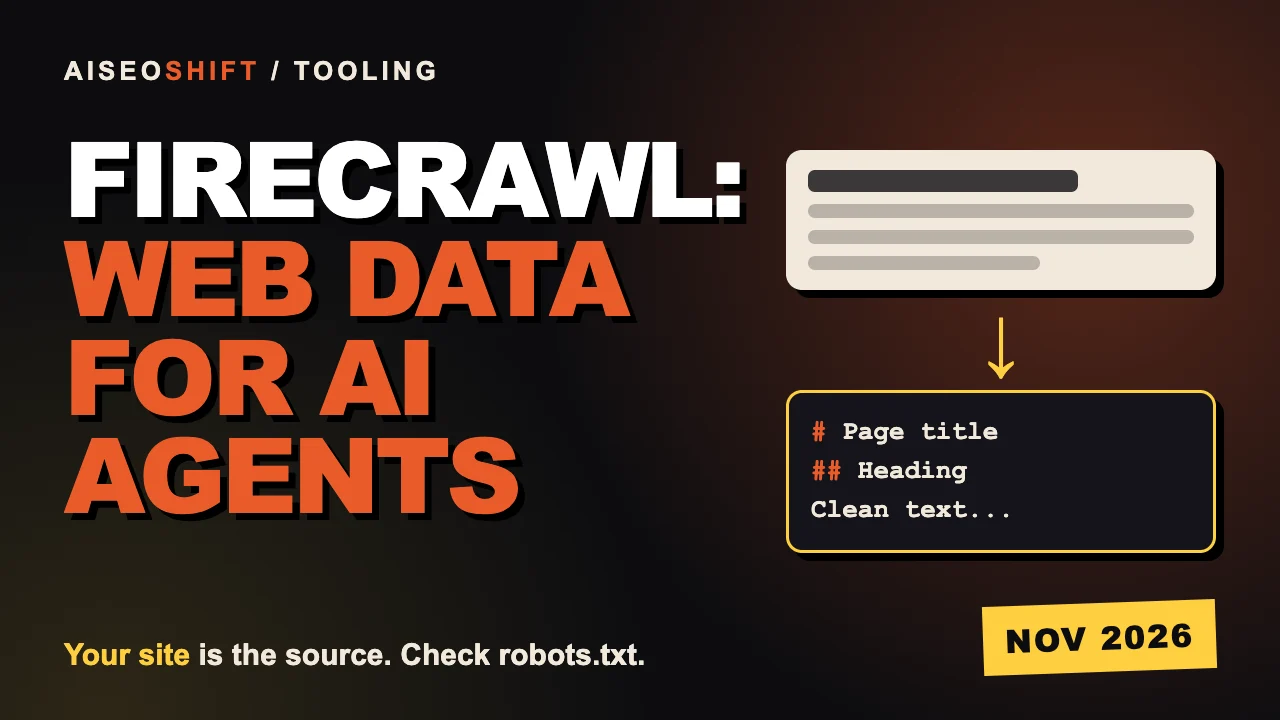 AISEOSHIFT / TOOLING
FIRECRAWL:
WEB DATA
FOR AI
AGENTS
# Page title
## Heading
Clean text...
Your site is the source. Check robots.txt.
NOV 2026